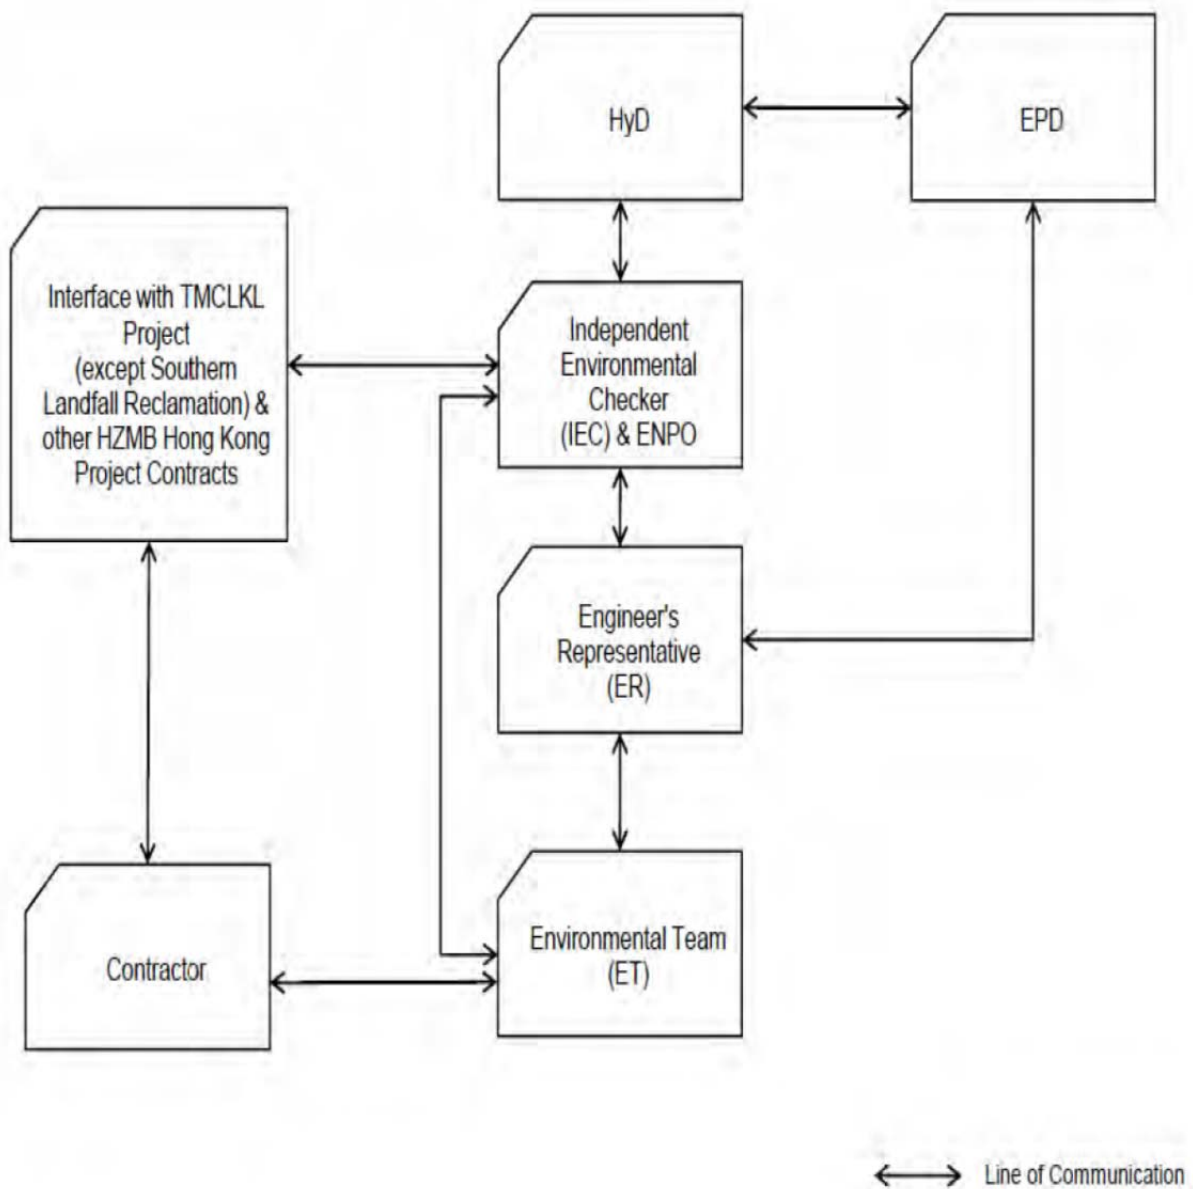 HyD
EPD
Interface with TMCLKL
Project
(except Southern
Landfall Reclamation) &
other HZMB Hong Kong
Project Contracts
Independent
Environmental
Checker
(IEC) & ENPO
Engineer's
Representative
(ER)
Environmental Team
(ET)
Contractor
Line of Communication